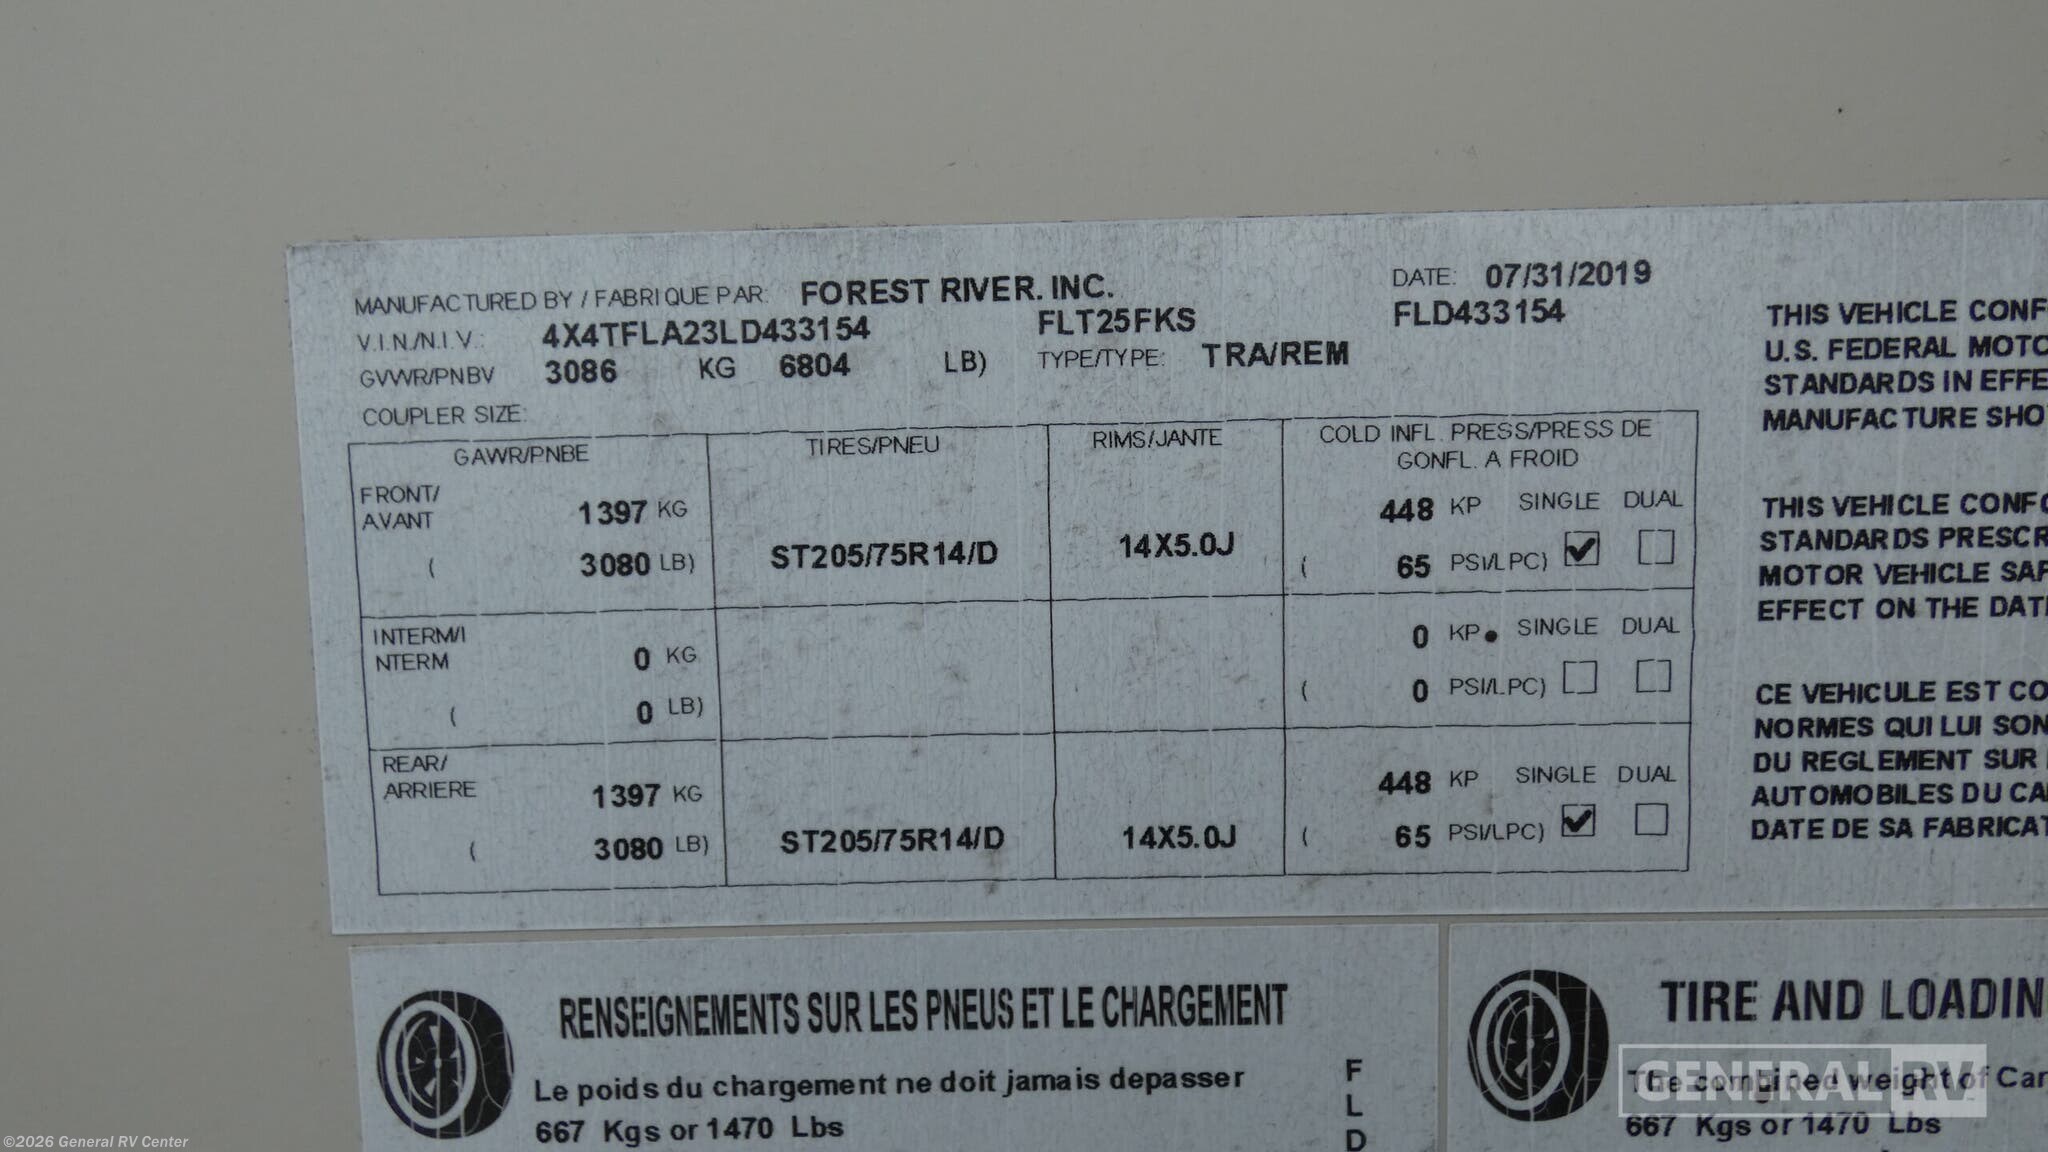 MANUFACTURED BY / FABRIQUE PAR: FOREST RIVER. INC. DATE: 07/31/2019
V.I.N./N.I.V.: 4X4TFLA23LD433154 FLT25FKS FLD433154
GVWR/PNBV 3086 KG 6804 LB) TYPE/TYPE: TRA/REM
COUPLER SIZE:
GAWR/PNBE TIRES/PNEU RIMS/JANTE COLD INFL. PRESS/PRESS DE
GONFL. A FROID
FRONT/
AVANT 1397 KG 448 KP SINGLE DUAL
( 3080 LB) ST205/75R14/D 14X5.0J ( 65 PSI/LPC)
INTERM/I
NTERM 0 KG 0 KP SINGLE DUAL
( 0 LB) ( 0 PSI/LPC)
REAR/
ARRIERE 1397 KG 448 KP SINGLE DUAL
( 3080 LB) ST205/75R14/D 14X5.0J ( 65 PSI/LPC)
THIS VEHICLE CONF
U.S. FEDERAL MOTO
STANDARDS IN EFFE
MANUFACTURE SHO
THIS VEHICLE CONFO
STANDARDS PRESCR
MOTOR VEHICLE SAF
EFFECT ON THE DAT
CE VEHICULE EST CO
NORMES QUI LUI SON
DU REGLEMENT SUR
AUTOMOBILES DU CA
DATE DE SA FABRICAT
RENSEIGNEMENTS SUR LES PNEUS ET LE CHARGEMENT
Le poids du chargement ne doit jamais depasser
667 Kgs or 1470 Lbs
F
L
D
TIRE AND LOADIN
The combined weight of Car
667 Kgs or 1470 Lbs
GENERAL RV
©2026 General RV Center